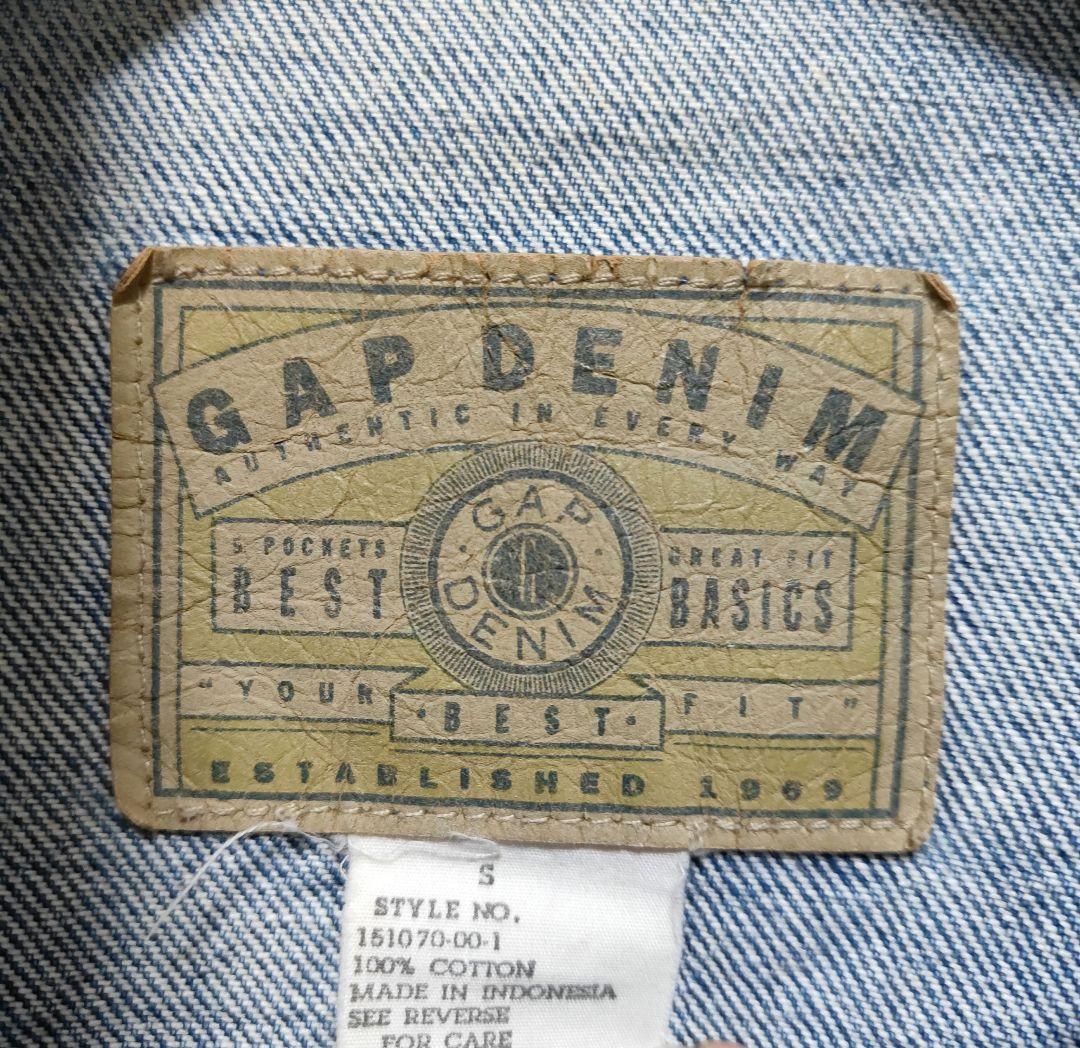 GAP DENIM
AUTHENTIC IN EVERY WAY
GAP
DENIM
5 POCKETS
BEST
GREAT FIT
BASICS
"YOUR
·BEST·
FIT"
ESTABLISHED 1969
S
STYLE NO.
151070-00-1
100% COTTON
MADE IN INDONESIA
SEE REVERSE
FOR CARE